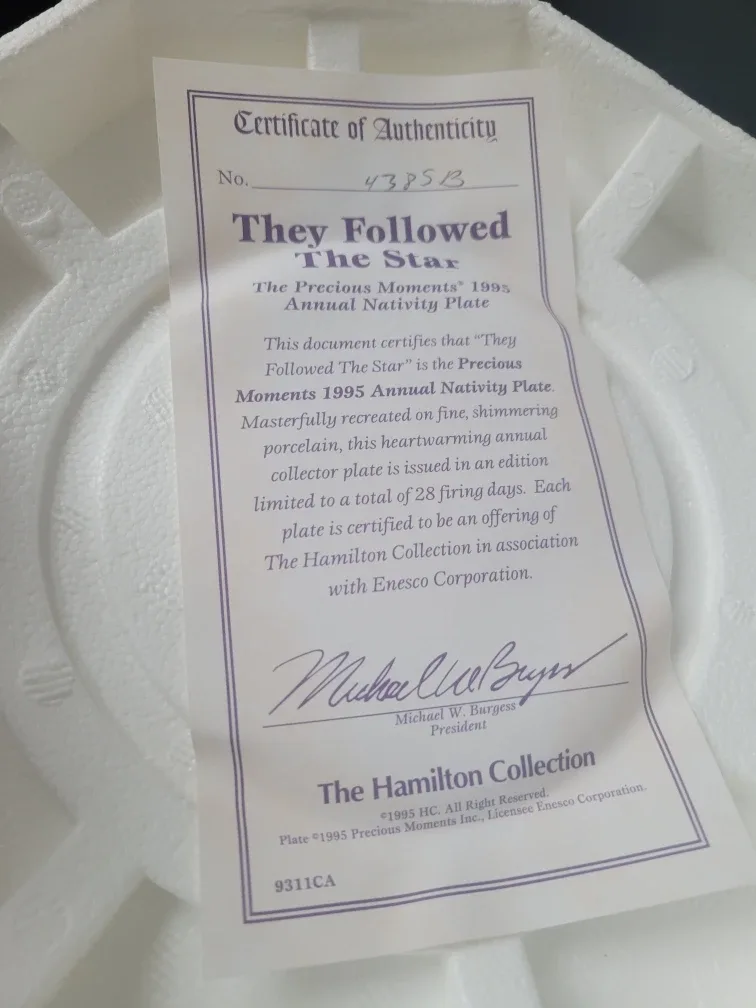 Certificate of Authenticity
No. 4385B
They Followed
The Star
The Precious Moments® 1995
Annual Nativity Plate
This document certifies that “They
Followed The Star” is the Precious
Moments 1995 Annual Nativity Plate.
Masterfully recreated on fine, shimmering
porcelain, this heartwarming annual
collector plate is issued in an edition
limited to a total of 28 firing days. Each
plate is certified to be an offering of
The Hamilton Collection in association
with Enesco Corporation.
Michael W. Burgess
Michael W. Burgess
President
The Hamilton Collection
©1995 HC. All Right Reserved.
Plate ©1995 Precious Moments Inc., Licensee Enesco Corporation.
9311CA